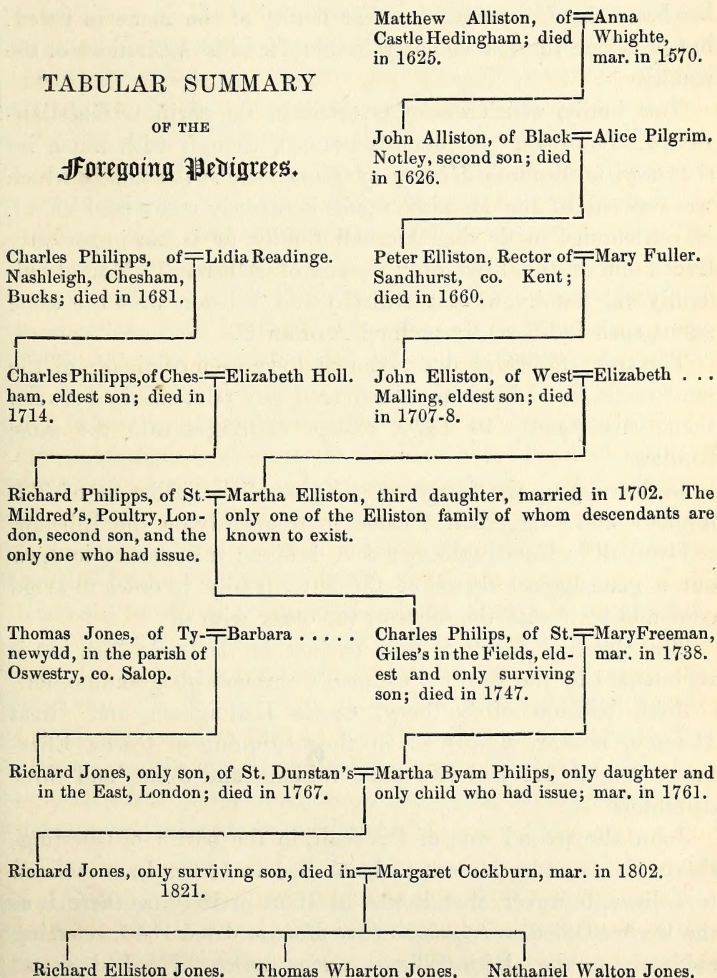 Matthew Alliston, of Anna
Castle Hedingham; died Whighte,
in 1625. mar. in 1570.
TABULAR SUMMARY
OF THE
Foregoing Pedigrees.
John Alliston, of Black Alice Pilgrim.
Notley, second son; died
in 1626.
Charles Philipps, of Lidia Readinge.
Nashleigh, Chesham,
Bucks; died in 1681.
Peter Elliston, Rector of Mary Fuller.
Sandhurst, co. Kent;
died in 1660.
Charles Philipps, of Ches- Elizabeth Holl.
ham, eldest son; died in
1714.
John Elliston, of West Elizabeth . . .
Malling, eldest son; died
in 1707-8.
Richard Philipps, of St.
Mildred's, Poultry, Lon-
don, second son, and the
only one who had issue.
Martha Elliston, third daughter, married in 1702. The
only one of the Elliston family of whom descendants are
known to exist.
Thomas Jones, of Ty- Barbara . . . . .
newydd, in the parish of
Oswestry, co. Salop.
Charles Philips, of St. Mary Freeman,
Giles's in the Fields, eld- mar. in 1738.
est and only surviving
son; died in 1747.
Richard Jones, only son, of St. Dunstan's
in the East, London; died in 1767.
Martha Byam Philips, only daughter and
only child who had issue; mar. in 1761.
Richard Jones, only surviving son, died in Margaret Cockburn, mar. in 1802.
1821.
Richard Elliston Jones. Thomas Wharton Jones. Nathaniel Walton Jones.